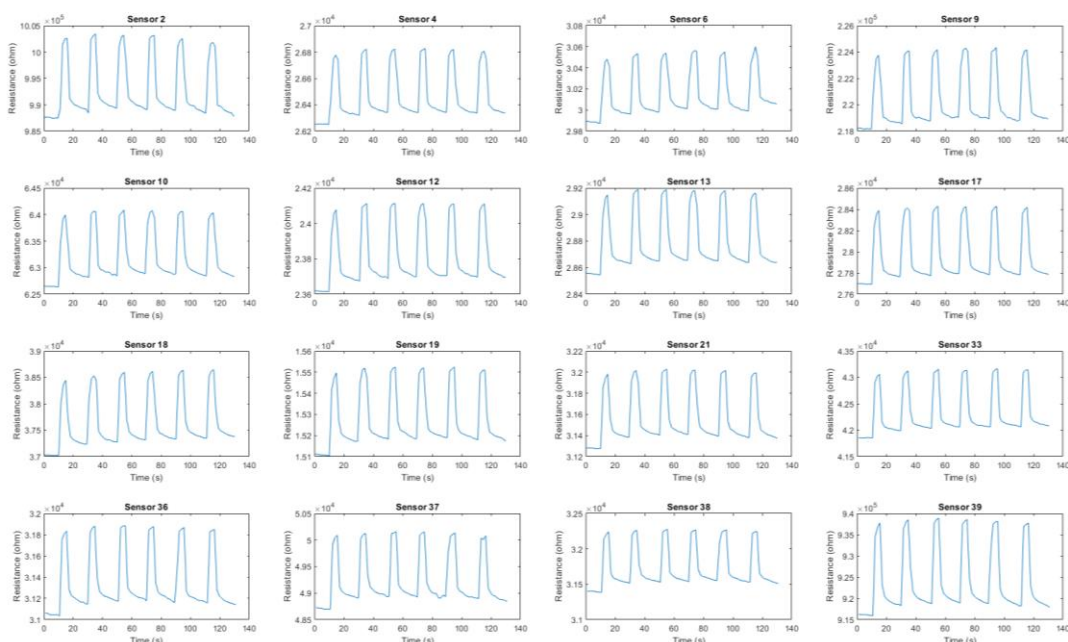 Sensor 2
×10^5
10.05
10
9.95
9.9
9.85
Resistance (ohm)
0 20 40 60 80 100 120 140
Time (s)
Sensor 4
×10^4
2.7
2.68
2.66
2.64
2.62
Resistance (ohm)
0 20 40 60 80 100 120 140
Time (s)
Sensor 6
×10^4
3.08
3.06
3.04
3.02
3
2.98
Resistance (ohm)
0 20 40 60 80 100 120 140
Time (s)
Sensor 9
×10^5
2.26
2.24
2.22
2.2
2.18
Resistance (ohm)
0 20 40 60 80 100 120 140
Time (s)
Sensor 10
×10^4
6.45
6.4
6.35
6.3
6.25
Resistance (ohm)
0 20 40 60 80 100 120 140
Time (s)
Sensor 12
×10^4
2.42
2.4
2.36
Resistance (ohm)
0 20 40 60 80 100 120 140
Time (s)
Sensor 13
×10^4
2.92
2.9
2.88
2.86
2.84
Resistance (ohm)
0 20 40 60 80 100 120 140
Time (s)
Sensor 17
×10^4
2.86
2.84
2.82
2.8
2.78
2.76
Resistance (ohm)
0 20 40 60 80 100 120 140
Time (s)
Sensor 18
×10^4
3.9
3.85
3.8
3.75
3.7
Resistance (ohm)
0 20 40 60 80 100 120 140
Time (s)
Sensor 19
×10^4
1.56
1.55
1.54
1.53
1.52
1.51
Resistance (ohm)
0 20 40 60 80 100 120 140
Time (s)
Sensor 21
×10^4
3.22
3.2
3.18
3.16
3.14
3.12
Resistance (ohm)
0 20 40 60 80 100 120 140
Time (s)
Sensor 33
×10^4
4.35
4.3
4.25
4.2
4.15
Resistance (ohm)
0 20 40 60 80 100 120 140
Time (s)
Sensor 36
×10^4
3.2
3.18
3.16
3.14
3.12
3.1
Resistance (ohm)
0 20 40 60 80 100 120 140
Time (s)
Sensor 37
×10^4
5.05
5
4.95
4.9
4.85
Resistance (ohm)
0 20 40 60 80 100 120 140
Time (s)
Sensor 38
×10^4
3.25
3.2
3.15
3.1
Resistance (ohm)
0 20 40 60 80 100 120 140
Time (s)
Sensor 39
×10^5
9.4
9.35
9.3
9.25
9.2
9.15
Resistance (ohm)
0 20 40 60 80 100 120 140
Time (s)